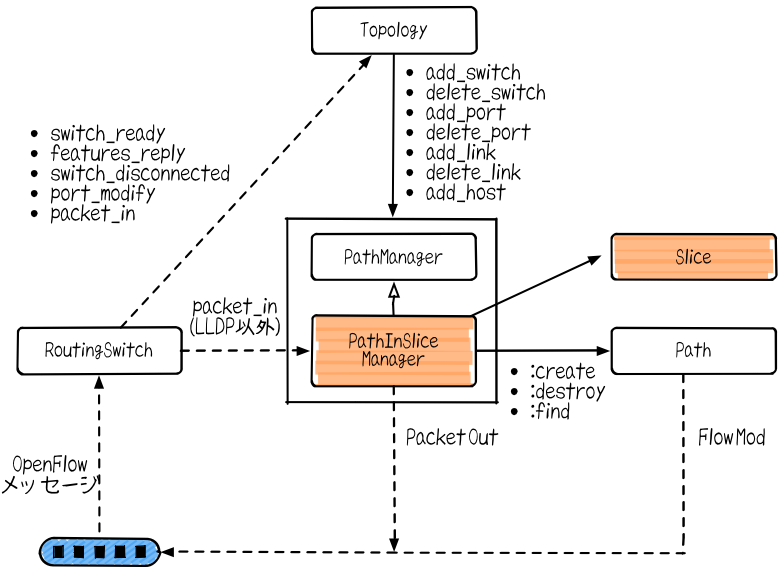 Topology
• add_switch
• delete_switch
• add_port
• delete_port
• add_link
• delete_link
• add_host
• switch_ready
• features_reply
• switch_disconnected
• port_modify
• packet_in
PathManager
Slice
packet_in
(LLDP以外)
RoutingSwitch
PathInSlice
Manager
Path
• :create
• :destroy
• :find
PacketOut
FlowMod
OpenFlow
メッセージ